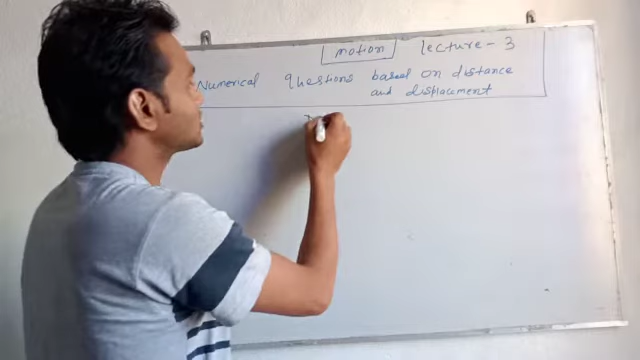 motion lecture - 3
Numerical Questions based on distance
and displacement